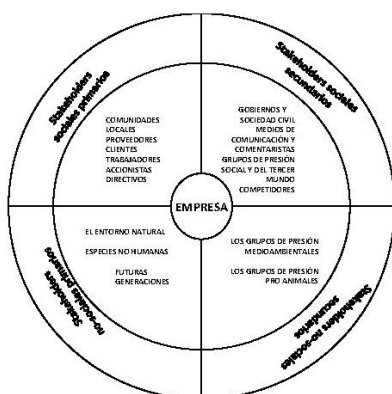 Stakeholders
sociales primarios
Stakeholders sociales
secundarios
COMUNIDADES
LOCALES
PROVEEDORES
CLIENTES
TRABAJADORES
ACCIONISTAS
DIRECTIVOS
GOBIERNOS Y
SOCIEDAD CIVIL
MEDIOS DE
COMUNICACIÓN Y
COMENTARISTAS
GRUPOS DE PRESIÓN
SOCIAL Y DEL TERCER
MUNDO
COMPETIDORES
EMPRESA
EL ENTORNO NATURAL
ESPECIES NO HUMANAS
FUTURAS
GENERACIONES
LOS GRUPOS DE PRESIÓN
MEDIOAMBIENTALES
LOS GRUPOS DE PRESIÓN
PRO ANIMALES
Stakeholders
no-sociales primarios
Stakeholders no-sociales
secundarios